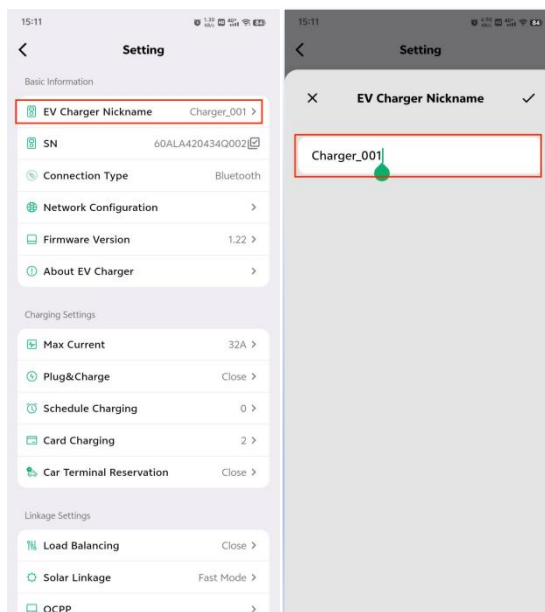 15:11
Setting
Basic Information
EV Charger Nickname Charger_001 >
SN 60ALA420434Q002
Connection Type Bluetooth
Network Configuration >
Firmware Version 1.22 >
About EV Charger >
Charging Settings
Max Current 32A >
Plug&Charge Close >
Schedule Charging 0 >
Card Charging 2 >
Car Terminal Reservation Close >
Linkage Settings
Load Balancing Close >
Solar Linkage Fast Mode >
OCPP >
15:11
Setting
EV Charger Nickname
Charger_001